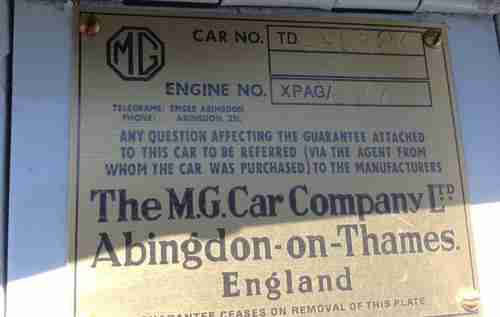 MG
CAR NO. TD
ENGINE NO. XPAG/
TELEGRAMS: EMGEE ABINGDON
PHONE: ABINGDON 251.
ANY QUESTION AFFECTING THE GUARANTEE ATTACHED
TO THIS CAR TO BE REFERRED (VIA THE AGENT FROM
WHOM THE CAR WAS PURCHASED) TO THE MANUFACTURERS
The M.G. Car Company LTD
Abingdon-on-Thames.
England
GUARANTEE CEASES ON REMOVAL OF THIS PLATE